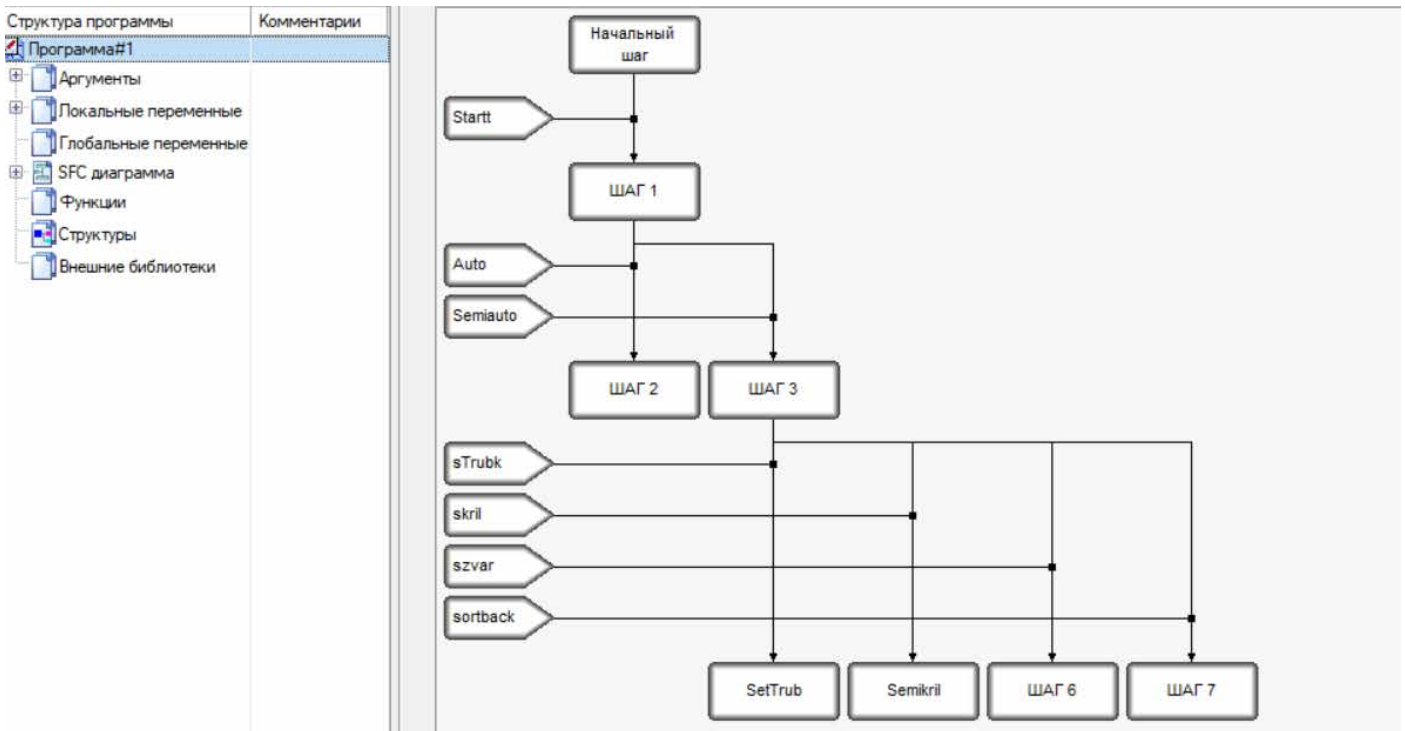 Структура программы
Комментарии
Программа#1
Аргументы
Локальные переменные
Глобальные переменные
SFC диаграмма
Функции
Структуры
Внешние библиотеки
Начальный
шаг
Startt
ШАГ 1
Auto
Semiauto
ШАГ 2
ШАГ 3
sTrubk
skril
szvar
sortback
SetTrub
Semikril
ШАГ 6
ШАГ 7